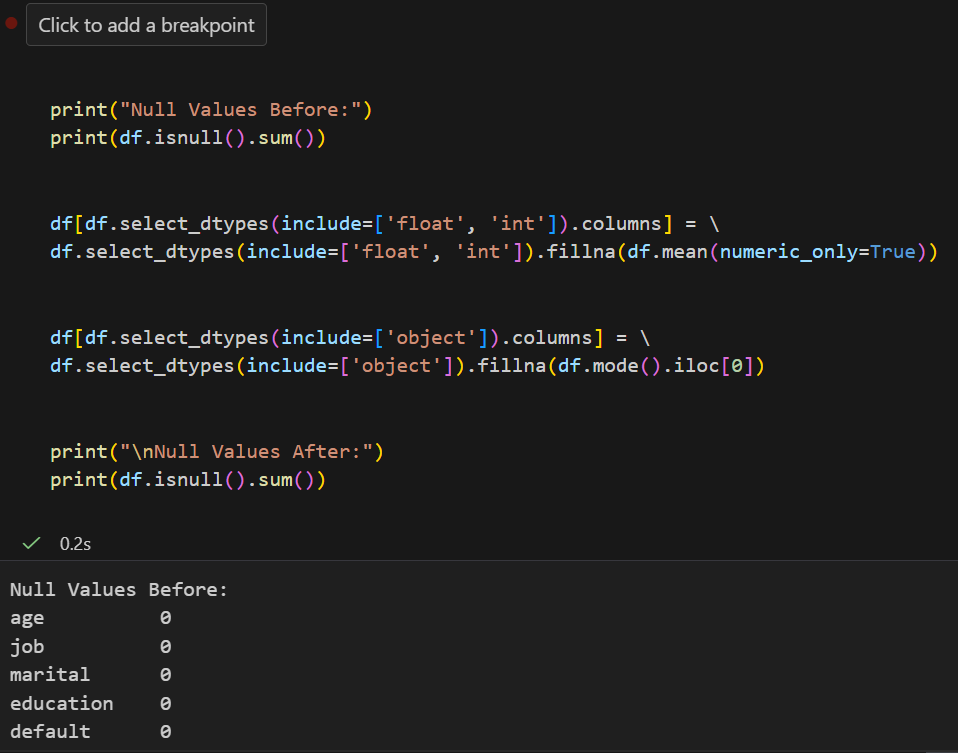 Click to add a breakpoint
print("Null Values Before:")
print(df.isnull().sum())
df[df.select_dtypes(include=['float', 'int']).columns] = \
df.select_dtypes(include=['float', 'int']).fillna(df.mean(numeric_only=True))
df[df.select_dtypes(include=['object']).columns] = \
df.select_dtypes(include=['object']).fillna(df.mode().iloc[0])
print("\nNull Values After:")
print(df.isnull().sum())
0.2s
Null Values Before:
age 0
job 0
marital 0
education 0
default 0